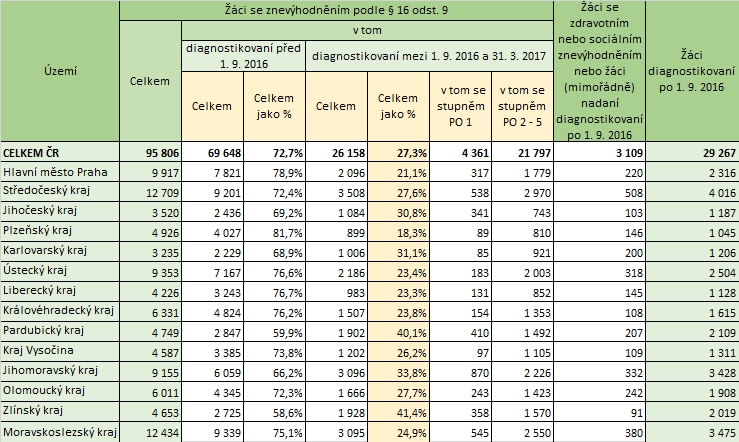 Území
Žáci se znevýhodněním podle § 16 odst. 9
Celkem
v tom
diagnostikovaní před
1. 9. 2016
diagnostikovaní mezi 1. 9. 2016 a 31. 3. 2017
Celkem
Celkem
jako %
Celkem
Celkem
jako %
v tom se
stupněm
PO 1
v tom se
stupněm
PO 2 - 5
Žáci se
zdravotním
nebo sociálním
znevýhodněním
nebo žáci
(mimořádně)
nadaní
diagnostikovaní
po 1. 9. 2016
Žáci
diagnostikovaní
po 1. 9. 2016
CELKEM ČR 95 806 69 648 72,7% 26 158 27,3% 4 361 21 797 3 109 29 267
Hlavní město Praha 9 917 7 821 78,9% 2 096 21,1% 317 1 779 220 2 316
Středočeský kraj 12 709 9 201 72,4% 3 508 27,6% 538 2 970 508 4 016
Jihočeský kraj 3 520 2 436 69,2% 1 084 30,8% 341 743 103 1 187
Plzeňský kraj 4 926 4 027 81,7% 899 18,3% 89 810 146 1 045
Karlovarský kraj 3 235 2 229 68,9% 1 006 31,1% 85 921 200 1 206
Ústecký kraj 9 353 7 167 76,6% 2 186 23,4% 183 2 003 318 2 504
Liberecký kraj 4 226 3 243 76,7% 983 23,3% 131 852 145 1 128
Královéhradecký kraj 6 331 4 824 76,2% 1 507 23,8% 154 1 353 108 1 615
Pardubický kraj 4 749 2 847 59,9% 1 902 40,1% 410 1 492 207 2 109
Kraj Vysočina 4 587 3 385 73,8% 1 202 26,2% 97 1 105 109 1 311
Jihomoravský kraj 9 155 6 059 66,2% 3 096 33,8% 870 2 226 332 3 428
Olomoucký kraj 6 011 4 345 72,3% 1 666 27,7% 243 1 423 242 1 908
Zlínský kraj 4 653 2 725 58,6% 1 928 41,4% 358 1 570 91 2 019
Moravskoslezský kraj 12 434 9 339 75,1% 3 095 24,9% 545 2 550 380 3 475